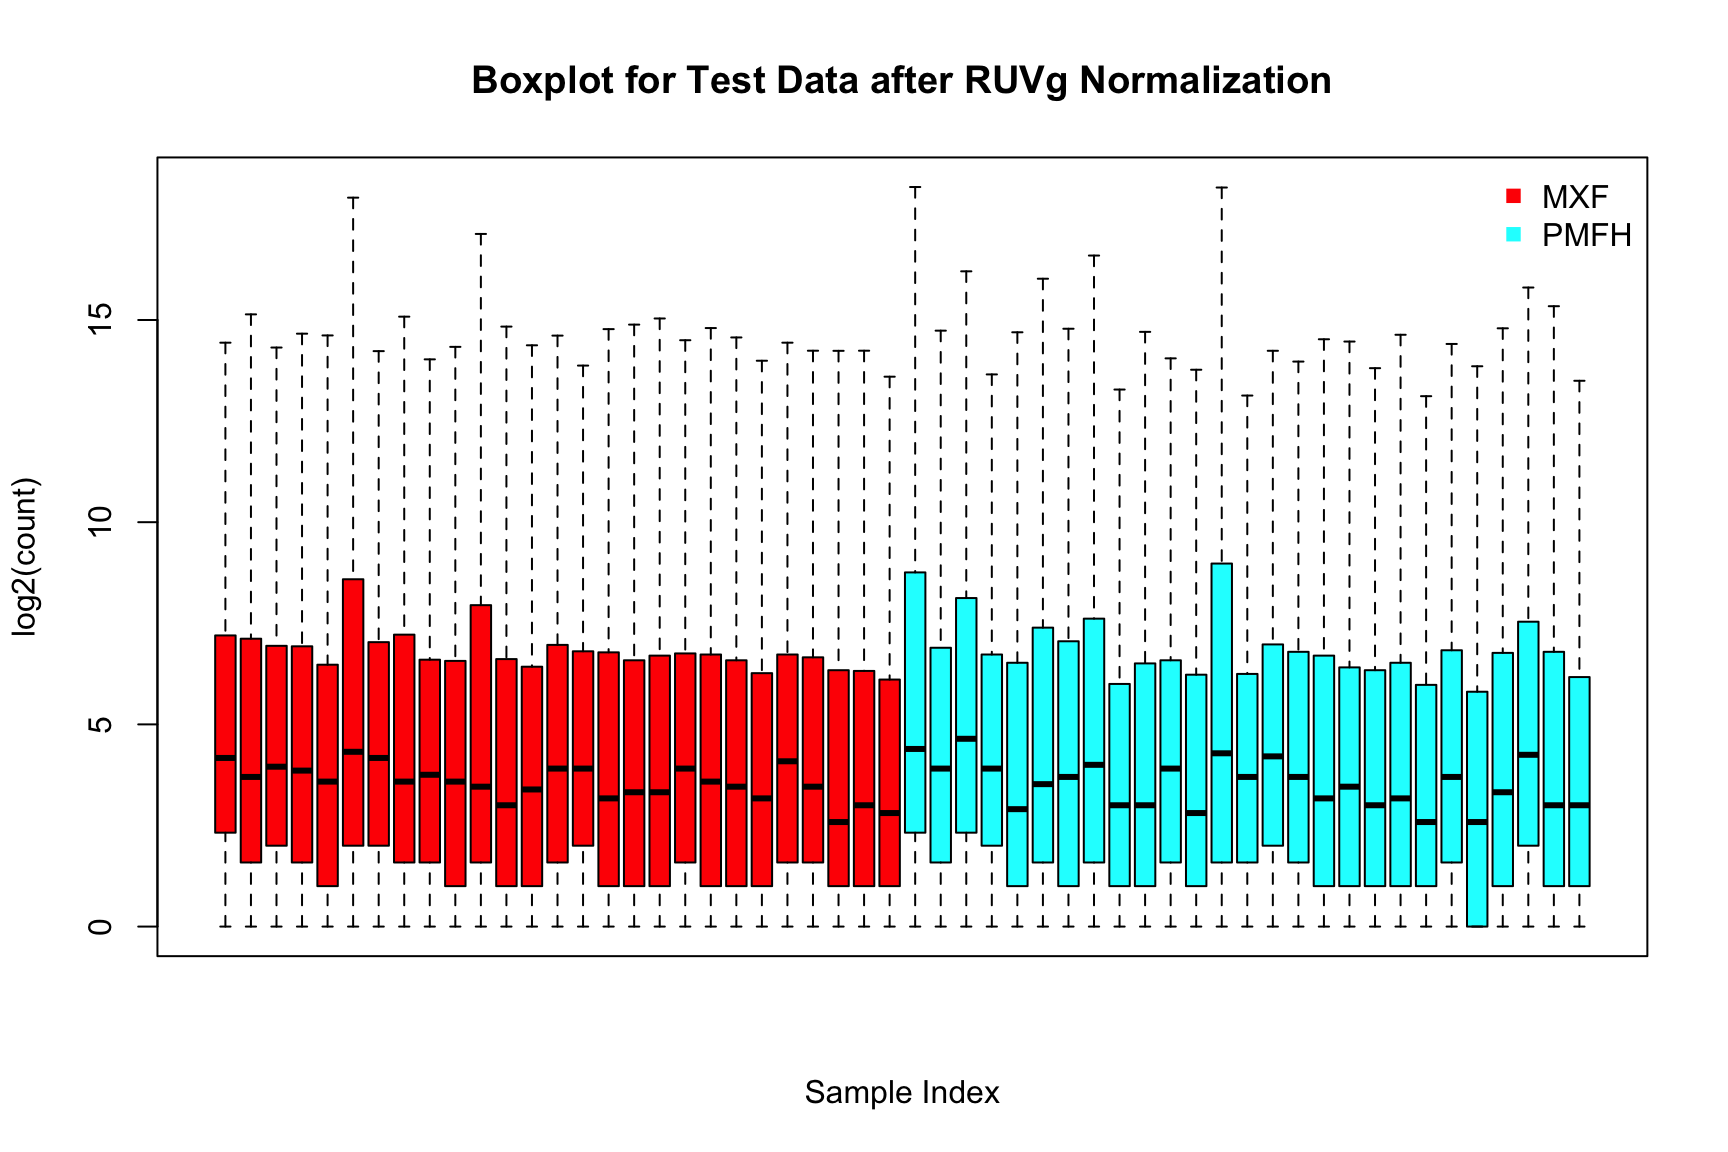 Boxplot for Test Data after RUVg Normalization
MXF
PMFH
15
10
5
0
log2(count)
Sample Index